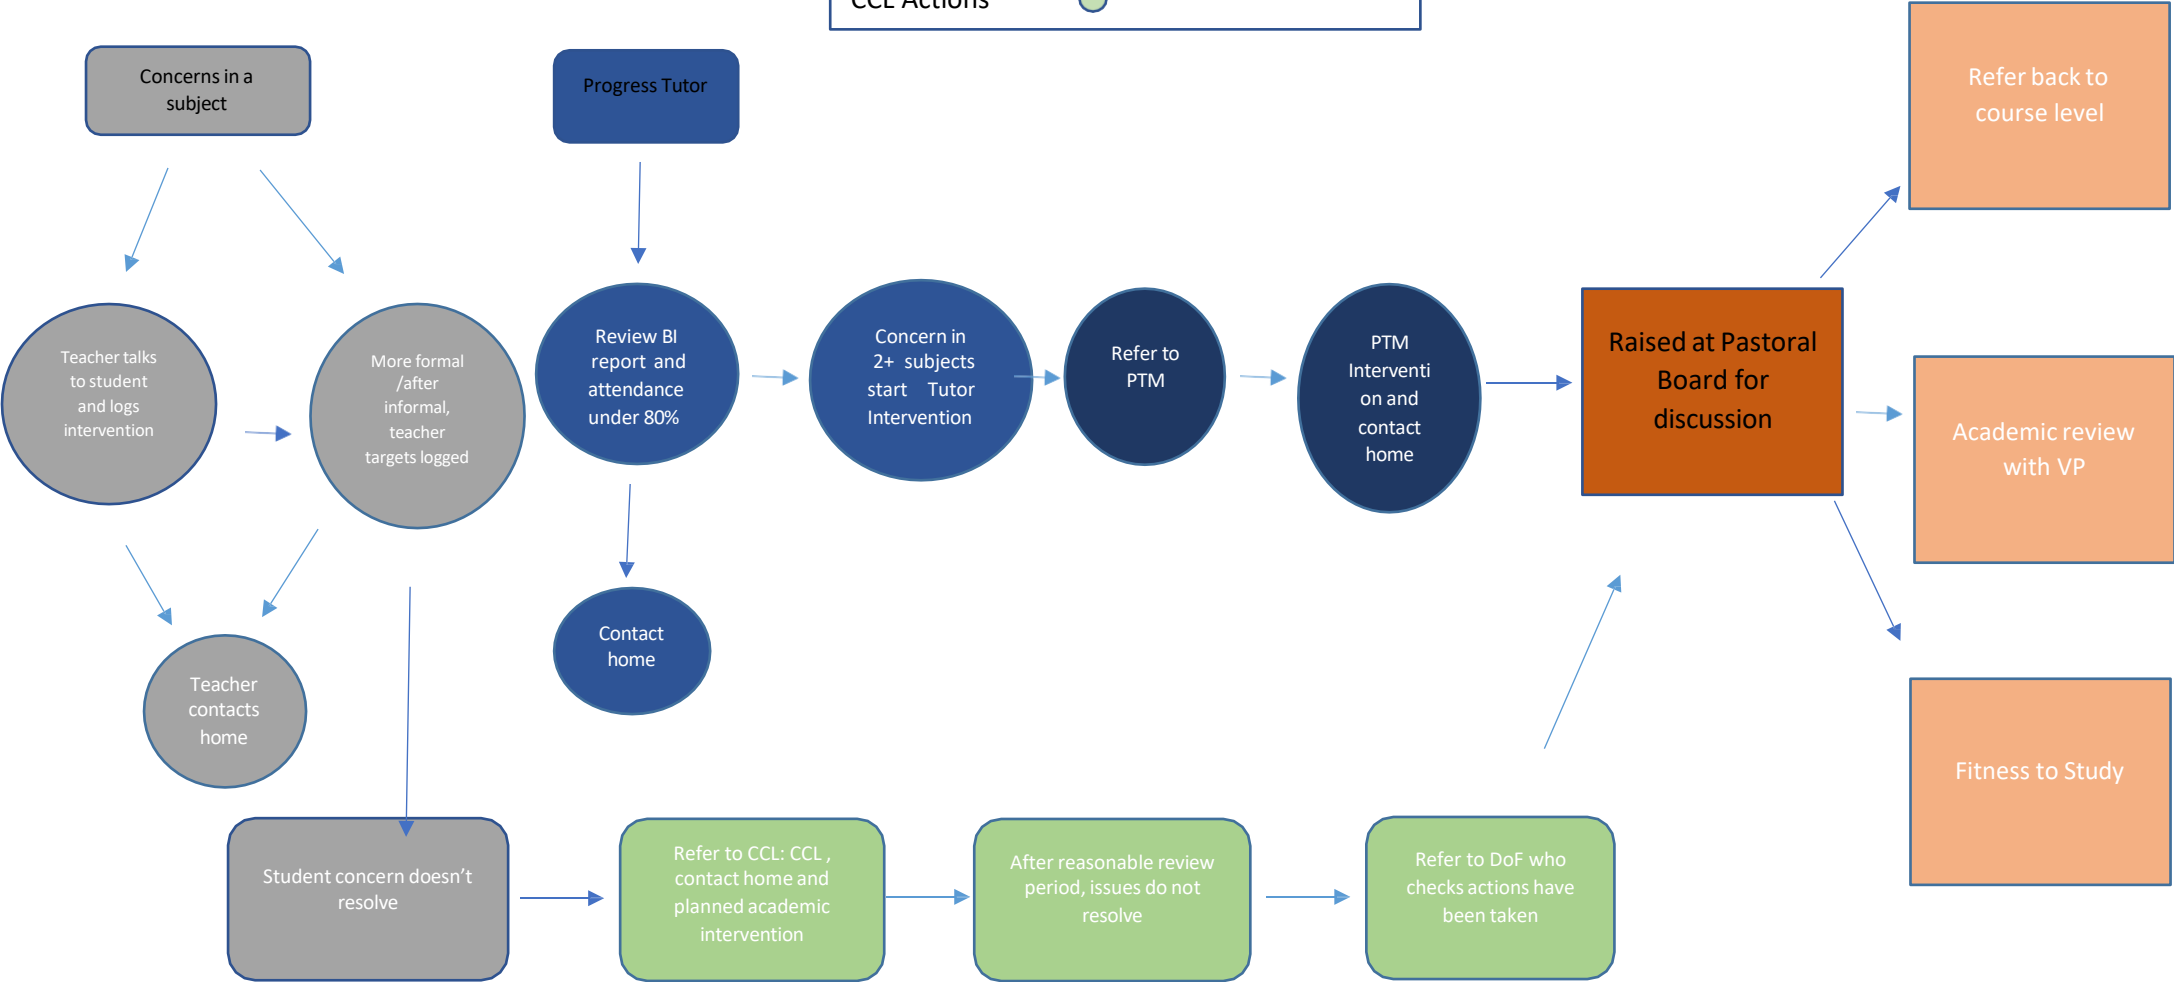 CCL Actions
Concerns in a
subject
Progress Tutor
Refer back to
course level
Teacher talks
to student
and logs
intervention
More formal
/after
informal,
teacher
targets logged
Review BI
report and
attendance
under 80%
Concern in
2+ subjects
start Tutor
Intervention
Refer to
PTM
PTM
Interventi
on and
contact
home
Raised at Pastoral
Board for
discussion
Academic review
with VP
Contact
home
Teacher
contacts
home
Fitness to Study
Student concern doesn’t
resolve
Refer to CCL: CCL ,
contact home and
planned academic
intervention
After reasonable review
period, issues do not
resolve
Refer to DoF who
checks actions have
been taken